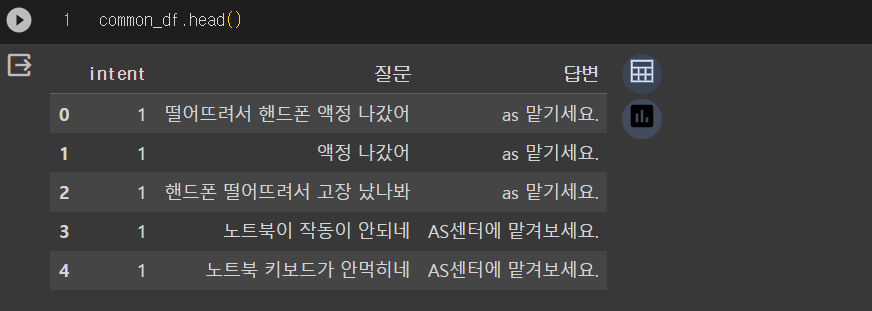 1 common_df.head()
intent 질문 답변
0 1 떨어뜨려서 핸드폰 액정 나갔어 as 맡기세요.
1 1 액정 나갔어 as 맡기세요.
2 1 핸드폰 떨어뜨려서 고장 났나봐 as 맡기세요.
3 1 노트북이 작동이 안되네 AS센터에 맡겨보세요.
4 1 노트북 키보드가 안먹히네 AS센터에 맡겨보세요.